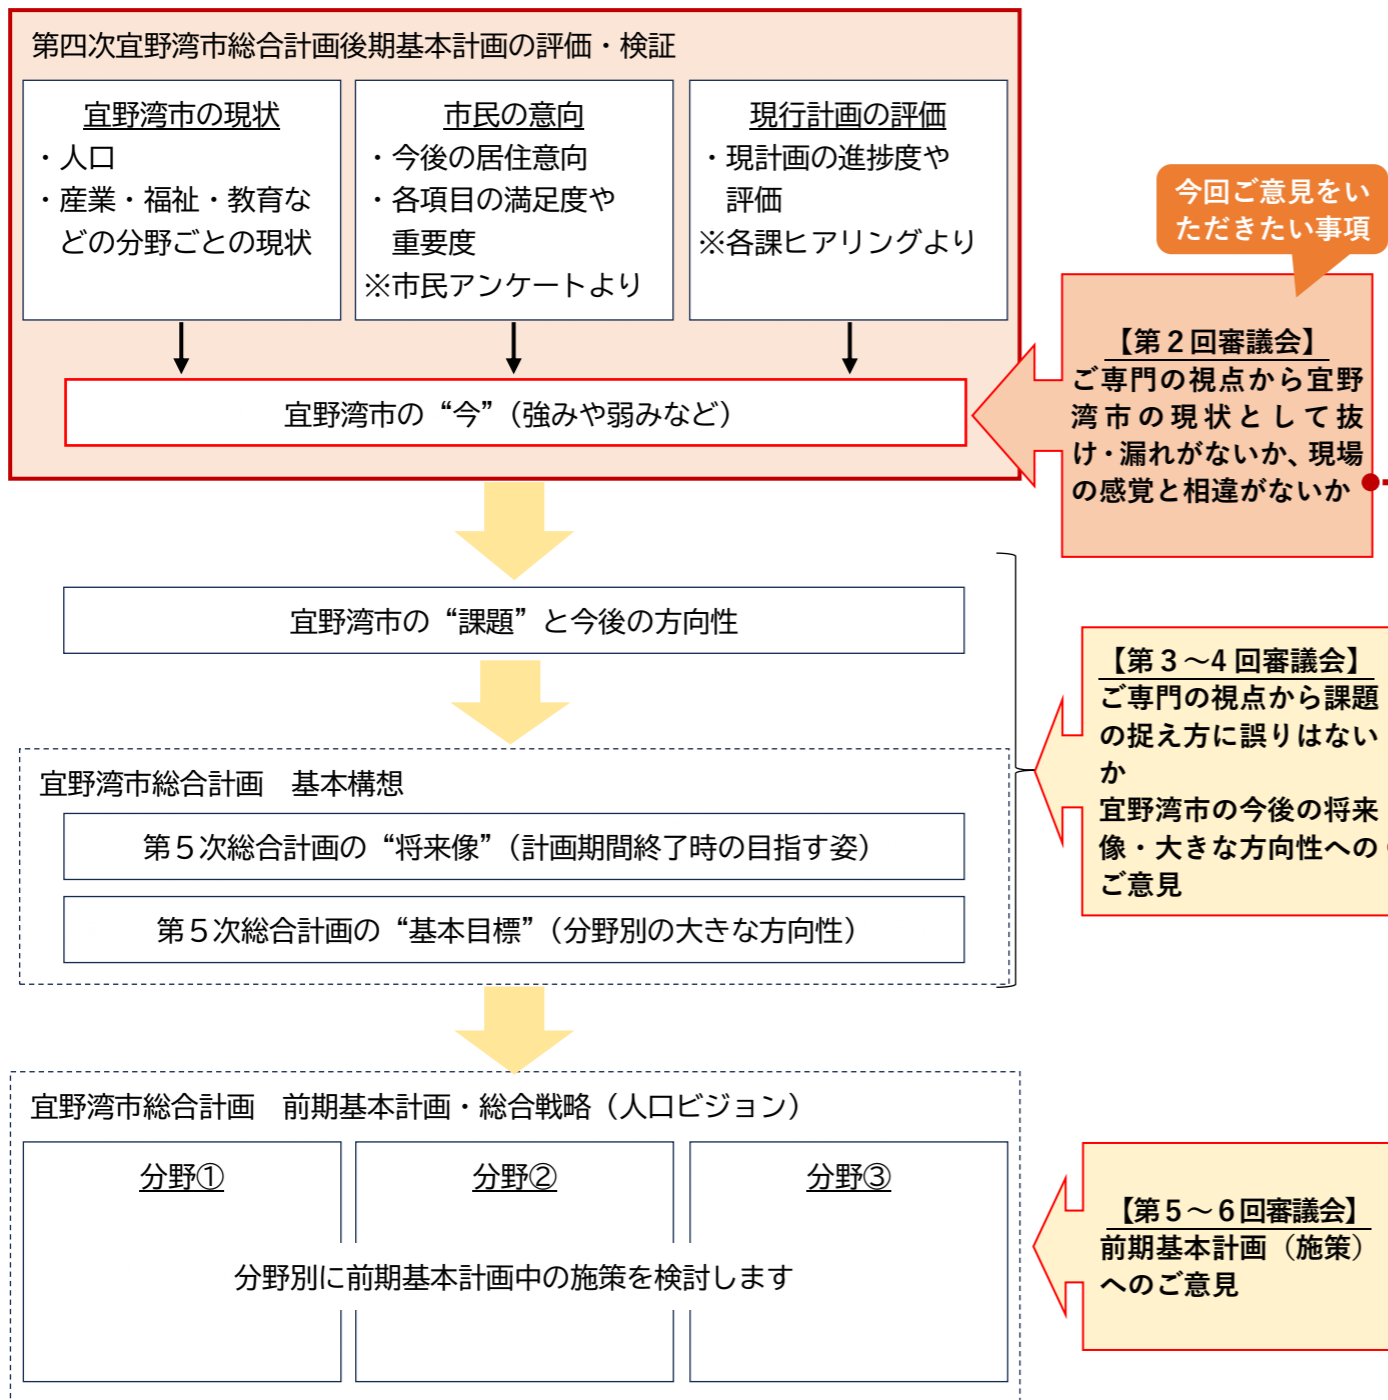 第四次宜野湾市総合計画後期基本計画の評価・検証
宜野湾市の現状
・人口
・産業・福祉・教育な
どの分野ごとの現状
市民の意向
・今後の居住意向
・各項目の満足度や
重要度
※市民アンケートより
現行計画の評価
・現計画の進捗度や
評価
※各課ヒアリングより
宜野湾市の“今”（強みや弱みなど）
今回ご意見をい
ただきたい事項
【第２回審議会】
ご専門の視点から宜野
湾市の現状として抜
け・漏れがないか、現場
の感覚と相違がないか
宜野湾市の“課題”と今後の方向性
宜野湾市総合計画　基本構想
第５次総合計画の“将来像”（計画期間終了時の目指す姿）
第５次総合計画の“基本目標”（分野別の大きな方向性）
【第３～4回審議会】
ご専門の視点から課題
の捉え方に誤りはない
か
宜野湾市の今後の将来
像・大きな方向性への
ご意見
宜野湾市総合計画　前期基本計画・総合戦略（人口ビジョン）
分野①
分野②
分野③
分野別に前期基本計画中の施策を検討します
【第５～６回審議会】
前期基本計画（施策）
へのご意見